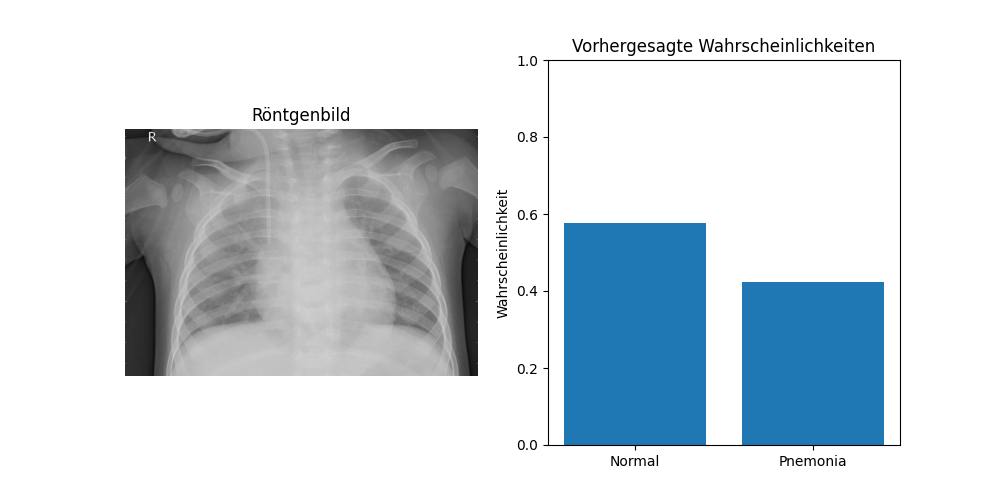 Röntgenbild
R
Vorhergesagte Wahrscheinlichkeiten
Wahrscheinlichkeit
1.0
0.8
0.6
0.4
0.2
0.0
Normal
Pnemonia